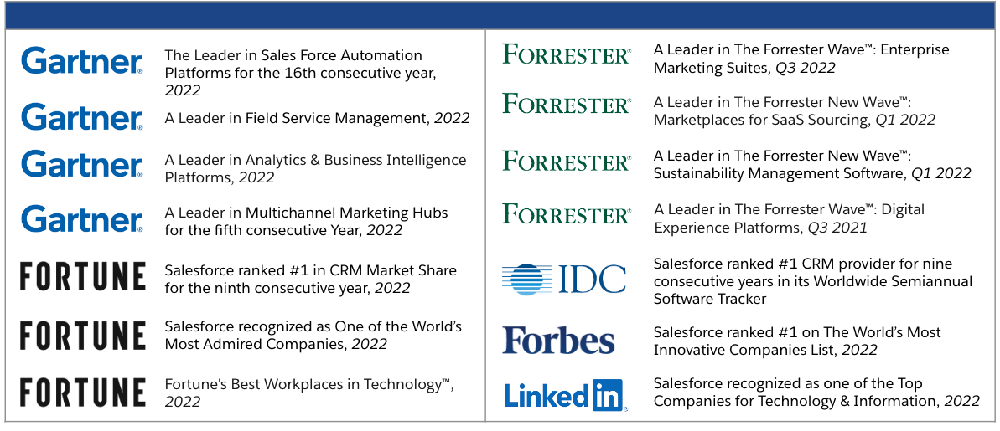 Gartner®
The Leader in Sales Force Automation
Platforms for the 16th consecutive year,
2022
Gartner®
A Leader in Field Service Management, 2022
Gartner®
A Leader in Analytics & Business Intelligence
Platforms, 2022
Gartner®
A Leader in Multichannel Marketing Hubs
for the fifth consecutive Year, 2022
FORTUNE
Salesforce ranked #1 in CRM Market Share
for the ninth consecutive year, 2022
FORTUNE
Salesforce recognized as One of the World’s
Most Admired Companies, 2022
FORTUNE
Fortune's Best Workplaces in Technology™,
2022
FORRESTER®
A Leader in The Forrester Wave™: Enterprise
Marketing Suites, Q3 2022
FORRESTER®
A Leader in The Forrester New Wave™:
Marketplaces for SaaS Sourcing, Q1 2022
FORRESTER®
A Leader in The Forrester New Wave™:
Sustainability Management Software, Q1 2022
FORRESTER®
A Leader in The Forrester Wave™: Digital
Experience Platforms, Q3 2021
IDC
Salesforce ranked #1 CRM provider for nine
consecutive years in its Worldwide Semiannual
Software Tracker
Forbes
Salesforce ranked #1 on The World’s Most
Innovative Companies List, 2022
Linked in®
Salesforce recognized as one of the Top
Companies for Technology & Information, 2022